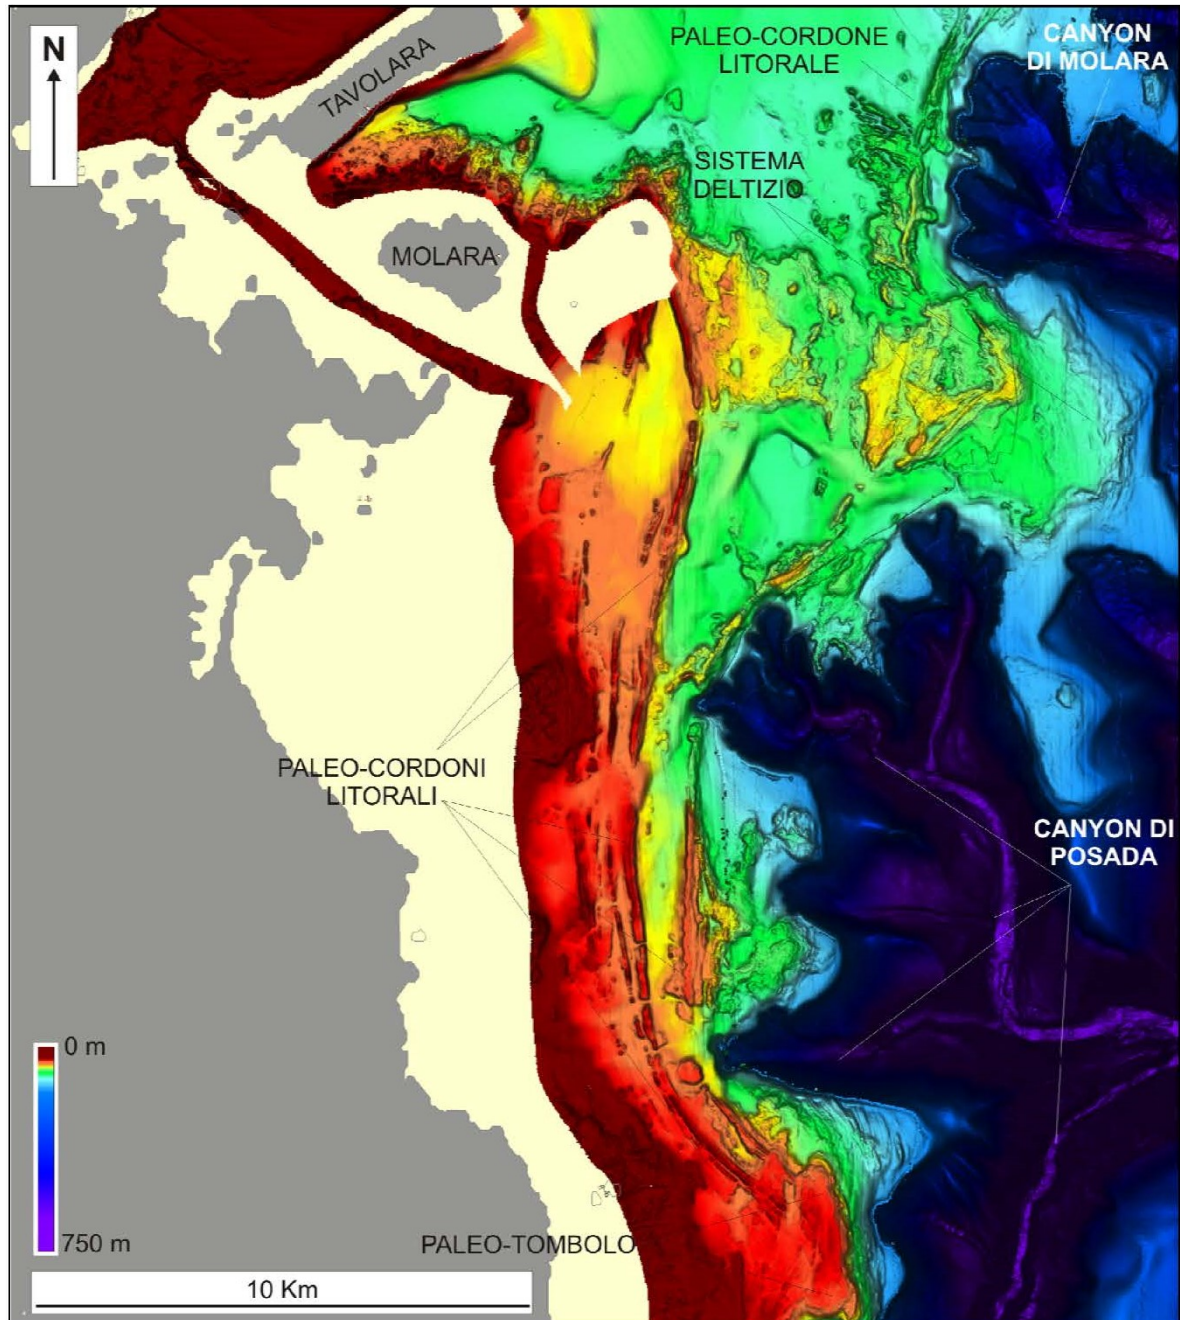 N
TAVOLARA
PALEO-CORDONE
LITORALE
CANYON
DI MOLARA
SISTEMA
DELTIZIO
MOLARA
PALEO-CORDONI
LITORALI
CANYON DI
POSADA
0 m
750 m
PALEO-TOMBOLO
10 Km